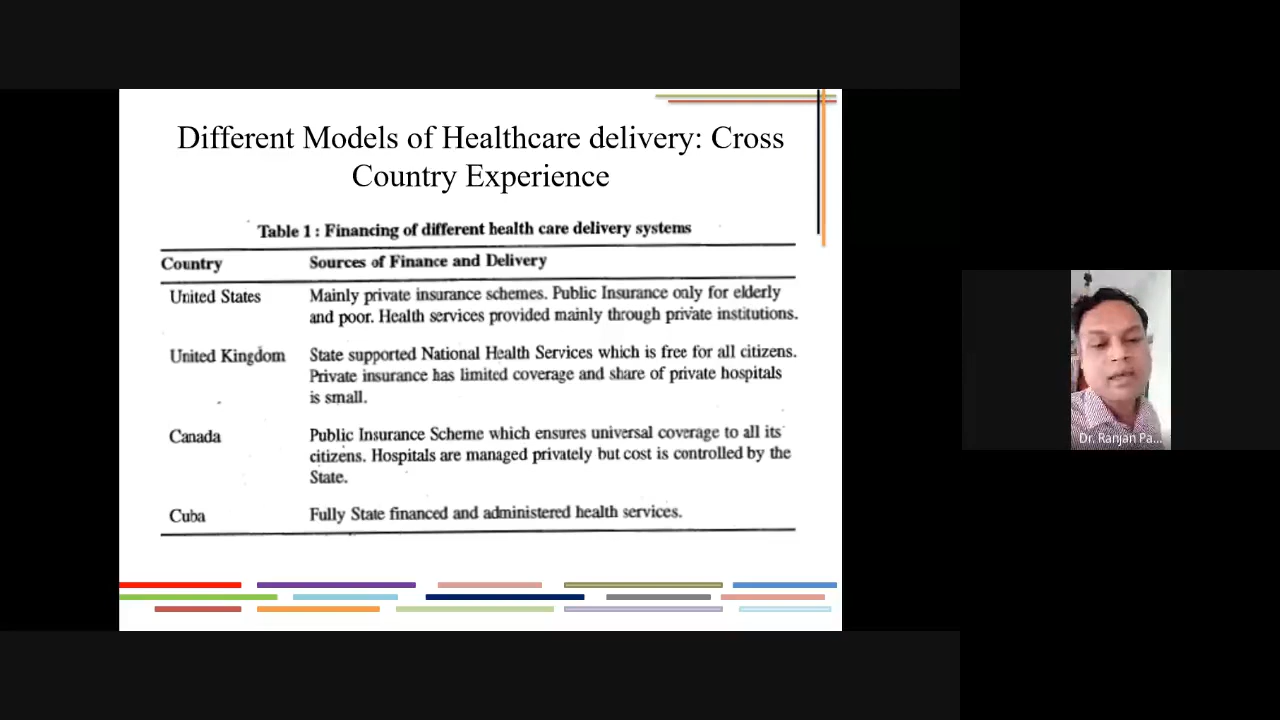 Different Models of Healthcare delivery: Cross
Country Experience
Table 1 : Financing of different health care delivery systems
Country Sources of Finance and Delivery
United States Mainly private insurance schemes. Public Insurance only for elderly
and poor. Health services provided mainly through private institutions.
United Kingdom State supported National Health Services which is free for all citizens.
Private insurance has limited coverage and share of private hospitals
is small.
Canada Public Insurance Scheme which ensures universal coverage to all its
citizens. Hospitals are managed privately but cost is controlled by the
State.
Cuba Fully State financed and administered health services.
Dr. Ranjan Pa...